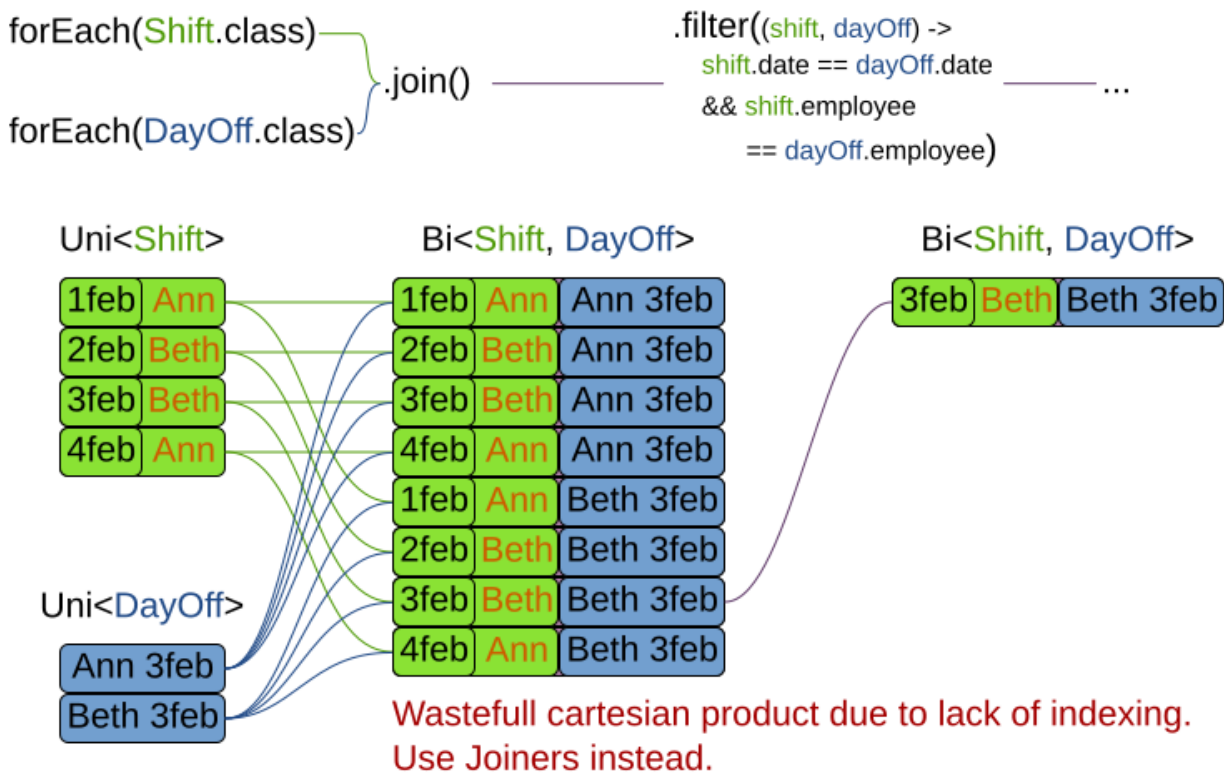 forEach(Shift.class)
forEach(DayOff.class)
.join()
.filter((shift, dayOff) ->
shift.date == dayOff.date
&& shift.employee
== dayOff.employee)
...
Uni<Shift>
1feb Ann
2feb Beth
3feb Beth
4feb Ann
Uni<DayOff>
Ann 3feb
Beth 3feb
Bi<Shift, DayOff>
1feb Ann Ann 3feb
2feb Beth Ann 3feb
3feb Beth Ann 3feb
4feb Ann Ann 3feb
1feb Ann Beth 3feb
2feb Beth Beth 3feb
3feb Beth Beth 3feb
4feb Ann Beth 3feb
Bi<Shift, DayOff>
3feb Beth Beth 3feb
Wastefull cartesian product due to lack of indexing.
Use Joiners instead.